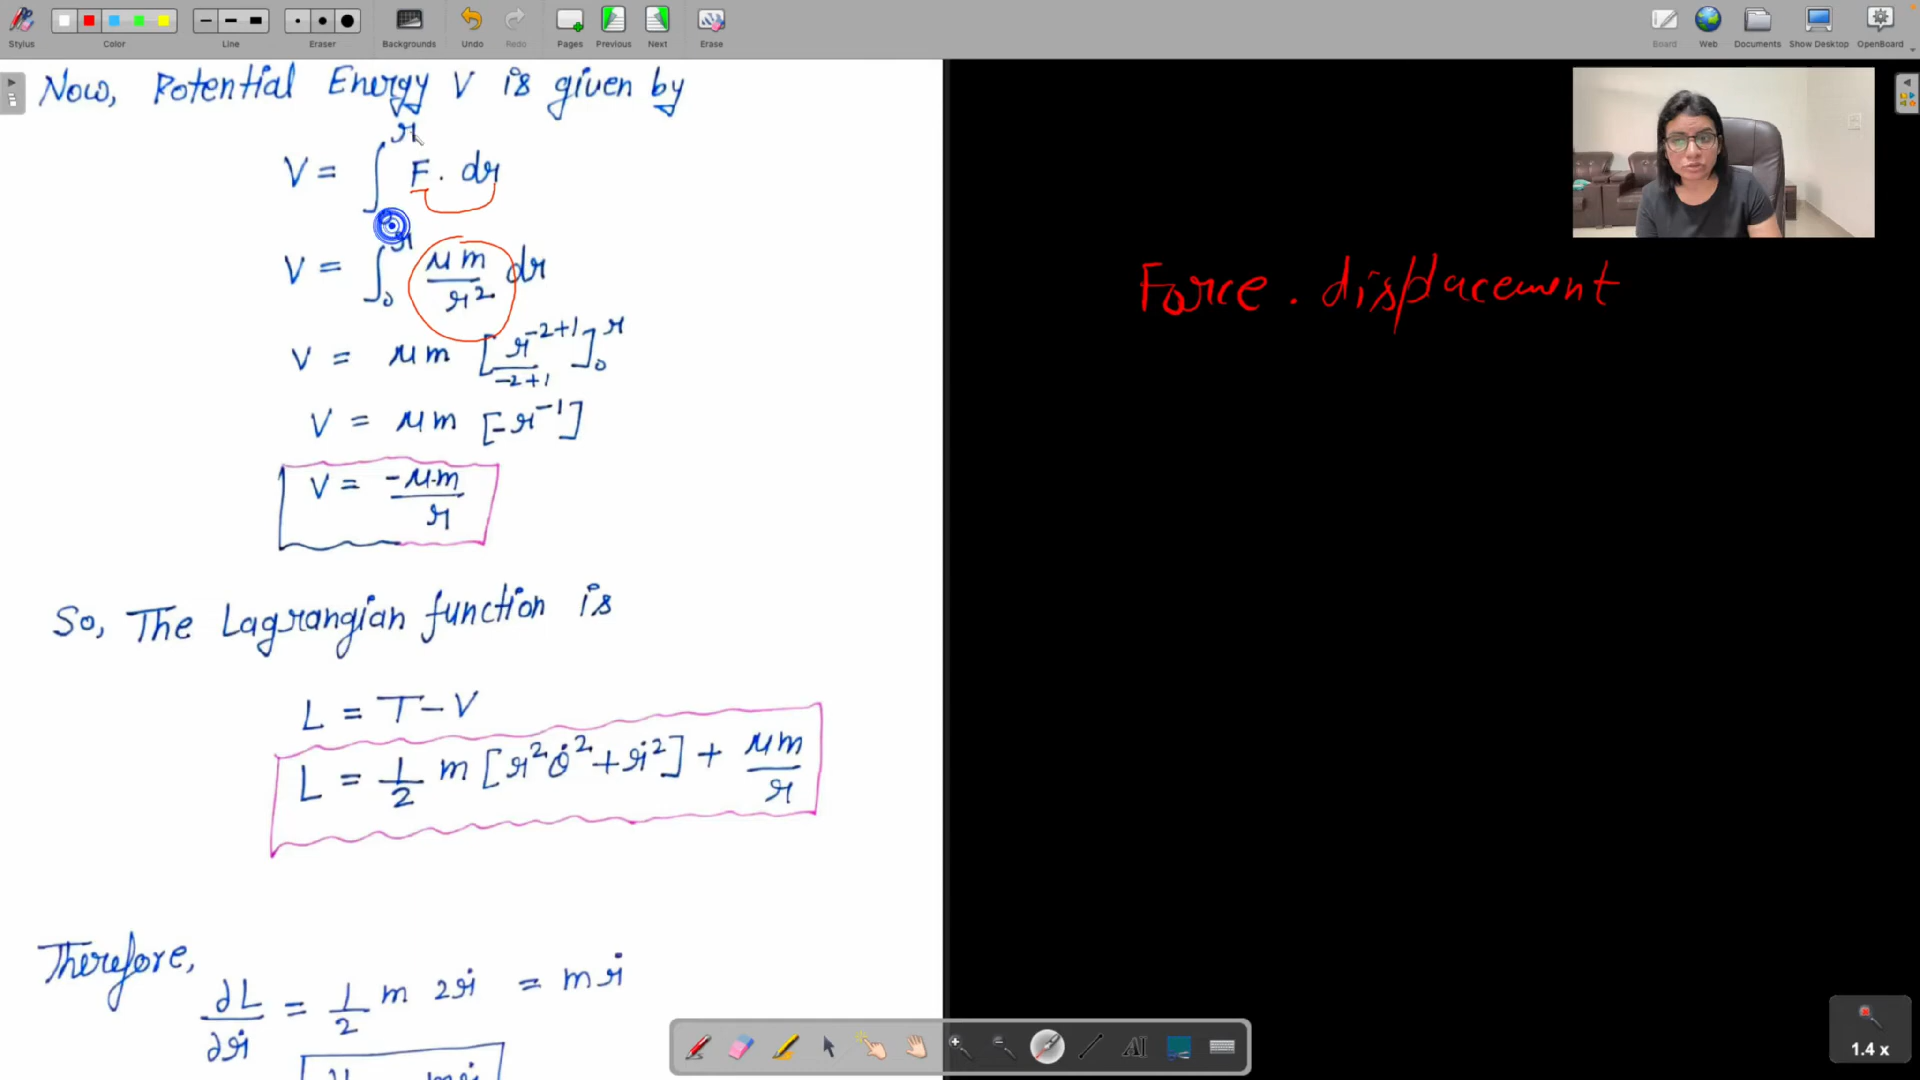 Stylus
Color
Line
Eraser
Backgrounds
Undo
Redo
Pages
Previous
Next
Erase
Board
Web
Documents
Show Desktop
OpenBoard
Now, Potential Energy V is given by
V = ∫ʳ F. dr
V = ∫₀ʳ μm/r² dr
V = μm [r⁻²⁺¹/-2+1]₀ʳ
V = μm [-r⁻¹]
V = -μm/r
So, The Lagrangian function is
L = T-V
L = 1/2 m [r²θ̇²+ṙ²] + μm/r
Therefore,
∂L/∂ṙ = 1/2 m 2ṙ = mṙ
Force . displacement
1.4 x